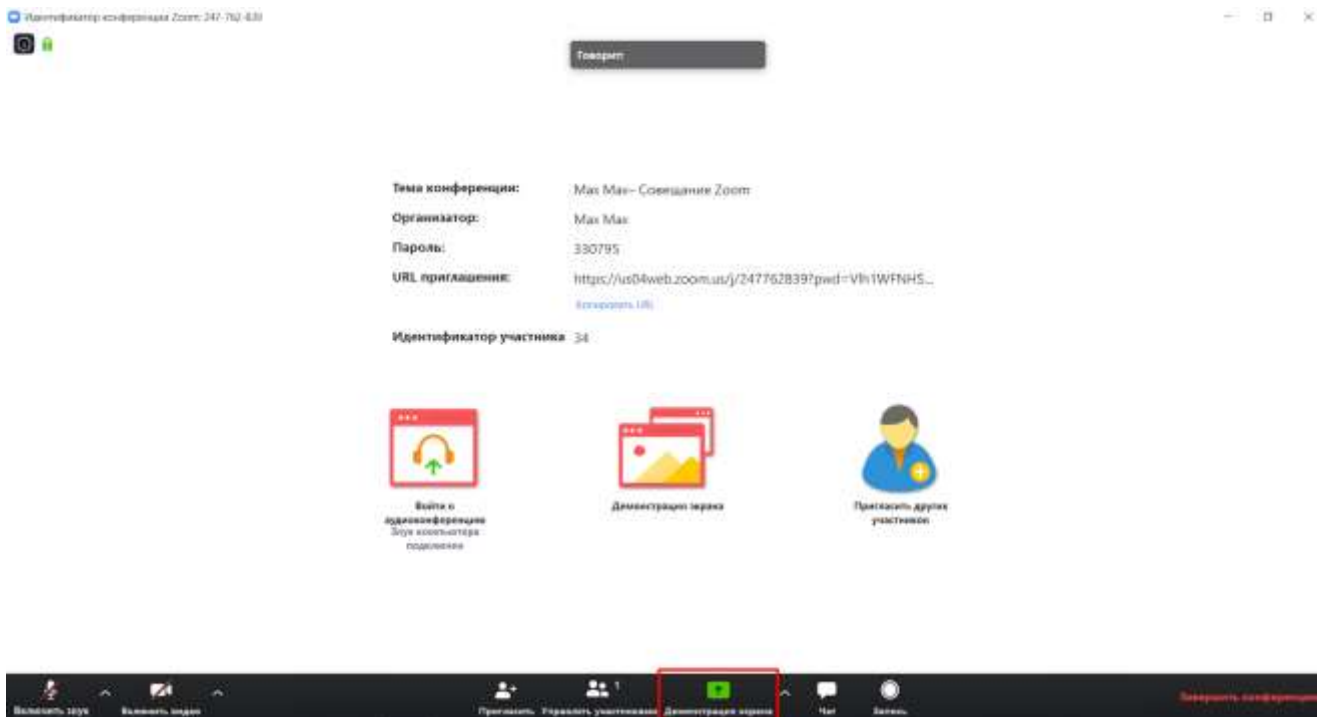 Идентификатор конференции Zoom: 247-762-839
Говорит:
Тема конференции: Max Max– Совещание Zoom
Организатор: Max Max
Пароль: 330795
URL приглашения: https://us04web.zoom.us/j/247762839?pwd=Vlh1WFNHS...
Копировать URL
Идентификатор участника 34
Войти в
аудиоконференцию
Звук компьютера
подключен
Демонстрация экрана
Пригласить других
участников
1
Включить звук
Включить видео
Пригласить
Управлять участниками
Демонстрация экрана
Чат
Запись
Завершить конференцию